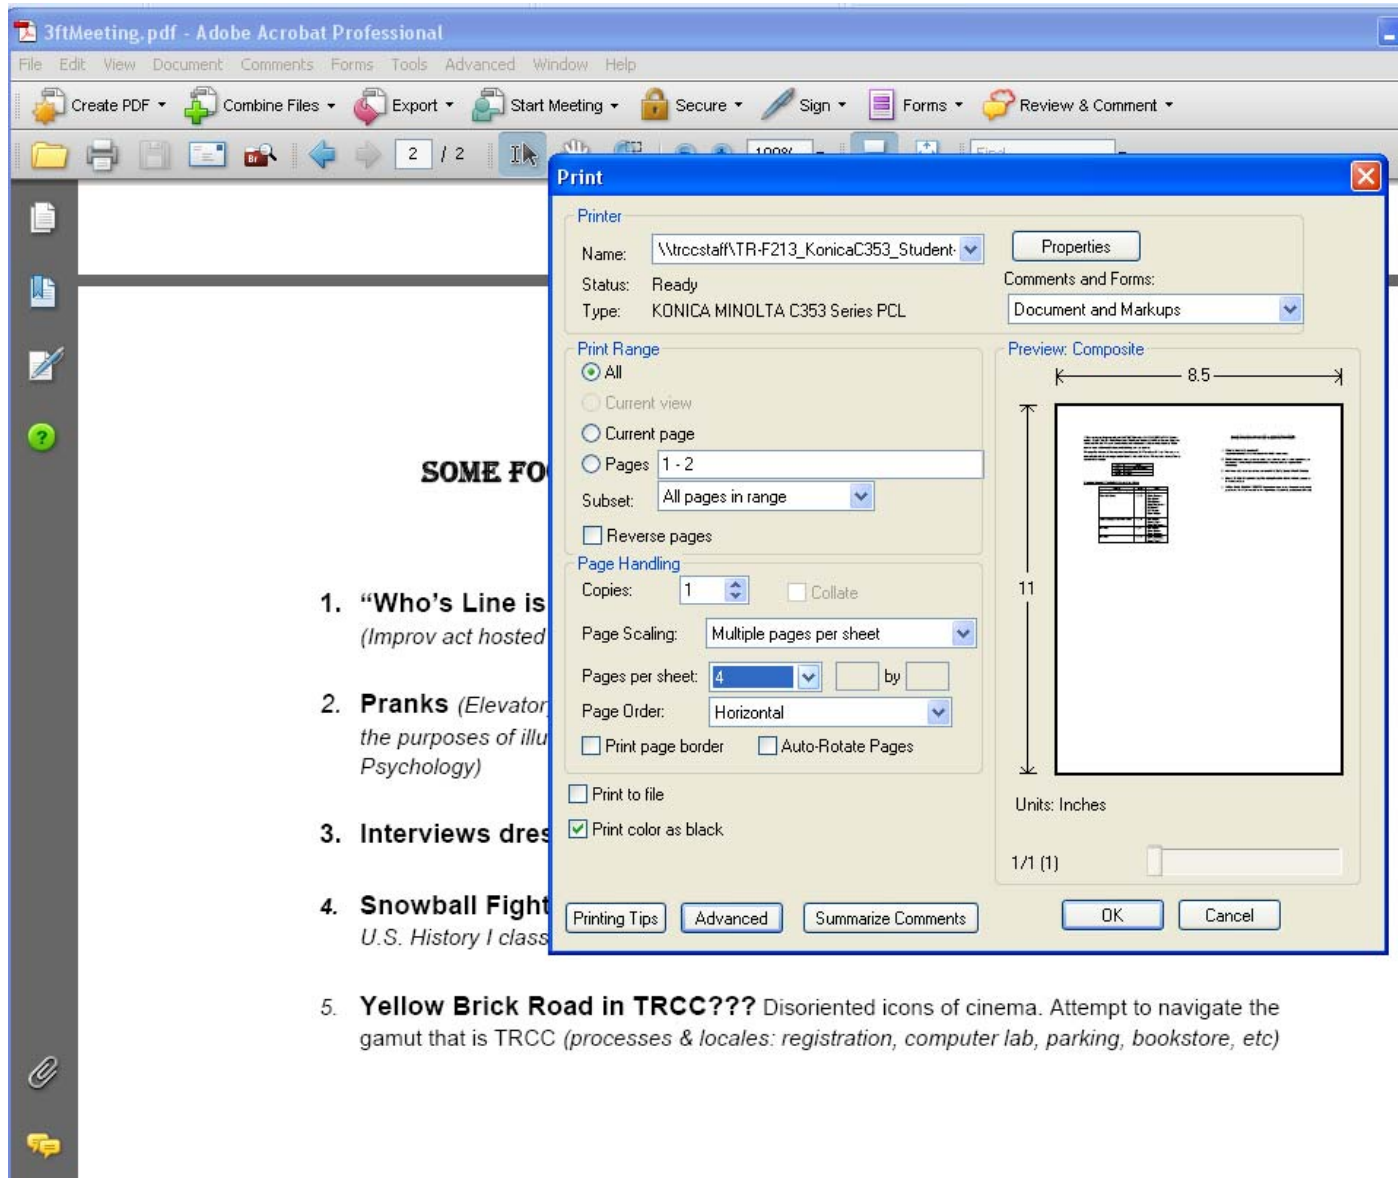 3ftMeeting.pdf - Adobe Acrobat Professional
File Edit View Document Comments Forms Tools Advanced Window Help
Create PDF Combine Files Export Start Meeting Secure Sign Forms Review & Comment
2 / 2 100%
Print
Printer
Name: \\trccstaff\TR-F213_KonicaC353_Student- Properties
Status: Ready Comments and Forms:
Type: KONICA MINOLTA C353 Series PCL Document and Markups
Print Range Preview: Composite
All 8.5
Current view
Current page
Pages 1 - 2
Subset: All pages in range
Reverse pages
Page Handling
Copies: 1 Collate 11
Page Scaling: Multiple pages per sheet
Pages per sheet: 4 by
Page Order: Horizontal
Print page border Auto-Rotate Pages
Print to file Units: Inches
Print color as black
1/1 (1)
Printing Tips Advanced Summarize Comments OK Cancel
SOME FO
1. “Who’s Line is
(Improv act hosted
2. Pranks (Elevator,
the purposes of illu
Psychology)
3. Interviews dres
4. Snowball Fight
U.S. History I class
5. Yellow Brick Road in TRCC??? Disoriented icons of cinema. Attempt to navigate the
gamut that is TRCC (processes & locales: registration, computer lab, parking, bookstore, etc)